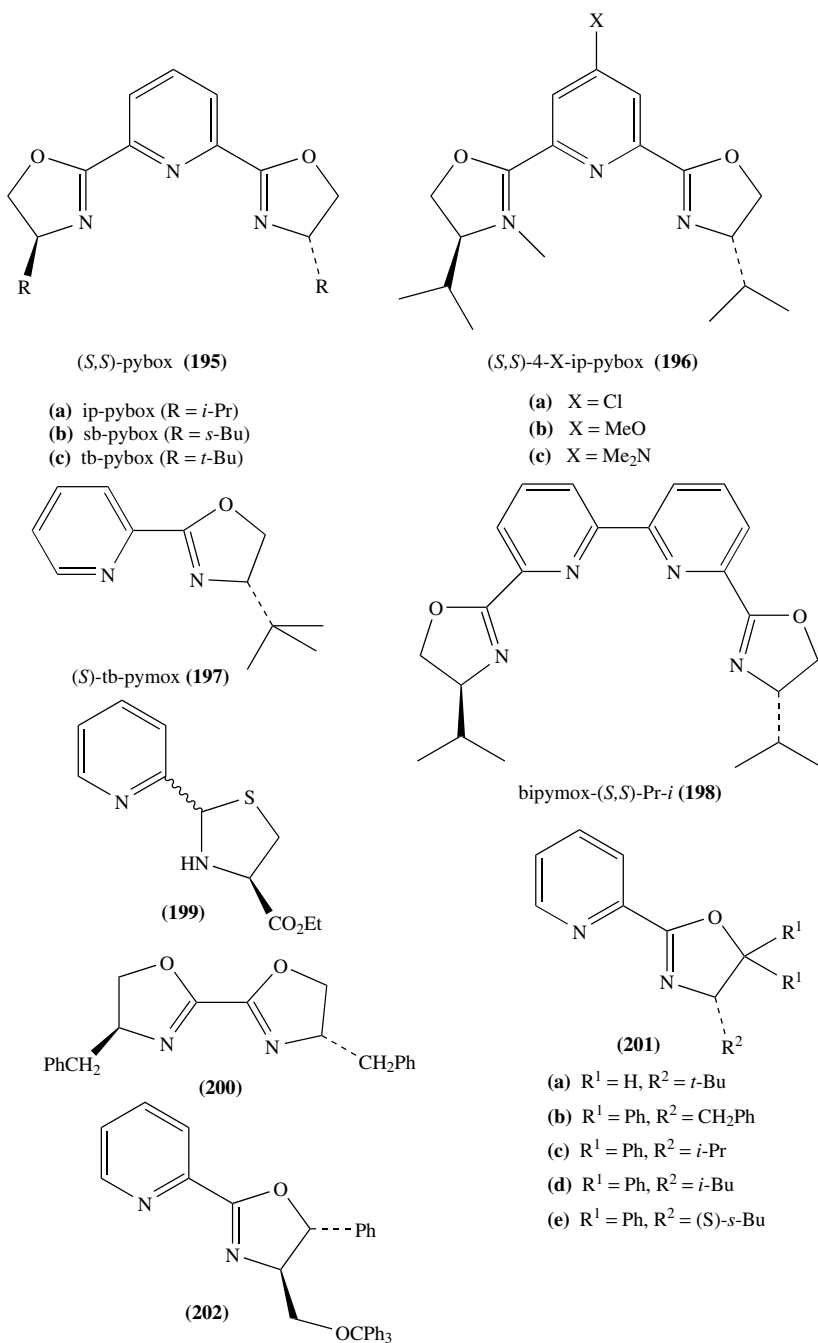 X
O
N
O
N
N
R
R
(S,S)-pybox (195)
(a) ip-pybox (R = i-Pr)
(b) sb-pybox (R = s-Bu)
(c) tb-pybox (R = t-Bu)
O
N
O
N
N
(S,S)-4-X-ip-pybox (196)
(a) X = Cl
(b) X = MeO
(c) X = Me₂N
O
N
N
(S)-tb-pymox (197)
N
N
O
O
N
N
bipymox-(S,S)-Pr-i (198)
N
S
HN
CO₂Et
(199)
O
O
N
N
PhCH₂
CH₂Ph
(200)
N
O
R¹
R¹
N
R²
(201)
(a) R¹ = H, R² = t-Bu
(b) R¹ = Ph, R² = CH₂Ph
(c) R¹ = Ph, R² = i-Pr
(d) R¹ = Ph, R² = i-Bu
(e) R¹ = Ph, R² = (S)-s-Bu
N
O
Ph
N
OCPh₃
(202)